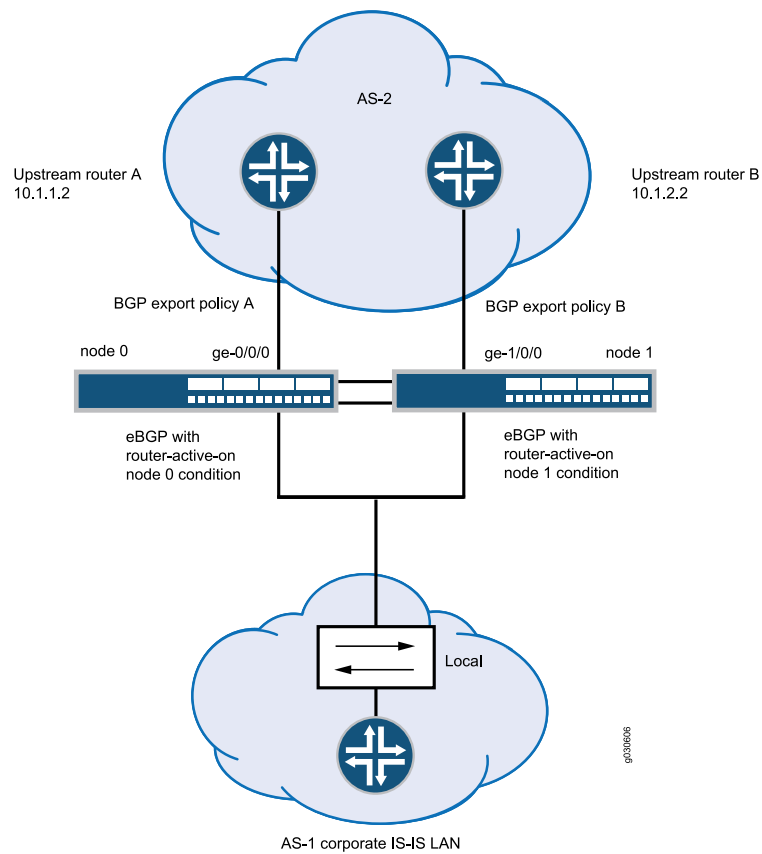 AS-2
Upstream router A
10.1.1.2
Upstream router B
10.1.2.2
BGP export policy A
BGP export policy B
node 0
ge-0/0/0
ge-1/0/0
node 1
eBGP with
router-active-on
node 0 condition
eBGP with
router-active-on
node 1 condition
Local
g030606
AS-1 corporate IS-IS LAN